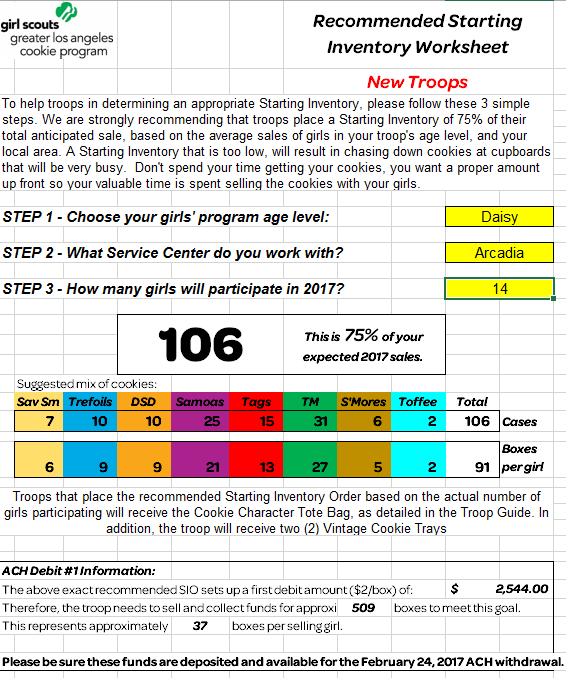 girl scouts
greater los angeles
cookie program
Recommended Starting
Inventory Worksheet
New Troops
To help troops in determining an appropriate Starting Inventory, please follow these 3 simple
steps. We are strongly recommending that troops place a Starting Inventory of 75% of their
total anticipated sale, based on the average sales of girls in your troop's age level, and your
local area. A Starting Inventory that is too low, will result in chasing down cookies at cupboards
that will be very busy. Don't spend your time getting your cookies, you want a proper amount
up front so your valuable time is spent selling the cookies with your girls.
STEP 1 - Choose your girls' program age level: Daisy
STEP 2 - What Service Center do you work with? Arcadia
STEP 3 - How many girls will participate in 2017? 14
106 This is 75% of your
expected 2017 sales.
Suggested mix of cookies:
Sav Sm Trefoils DSD Samoas Tags TM S'Mores Toffee Total
7 10 10 25 15 31 6 2 106 Cases
6 9 9 21 13 27 5 2 91 Boxes
per girl
Troops that place the recommended Starting Inventory Order based on the actual number of
girls participating will receive the Cookie Character Tote Bag, as detailed in the Troop Guide. In
addition, the troop will receive two (2) Vintage Cookie Trays
ACH Debit #1 Information:
The above exact recommended SIO sets up a first debit amount ($2/box) of: $ 2,544.00
Therefore, the troop needs to sell and collect funds for approxi 509 boxes to meet this goal.
This represents approximately 37 boxes per selling girl.
Please be sure these funds are deposited and available for the February 24, 2017 ACH withdrawal.